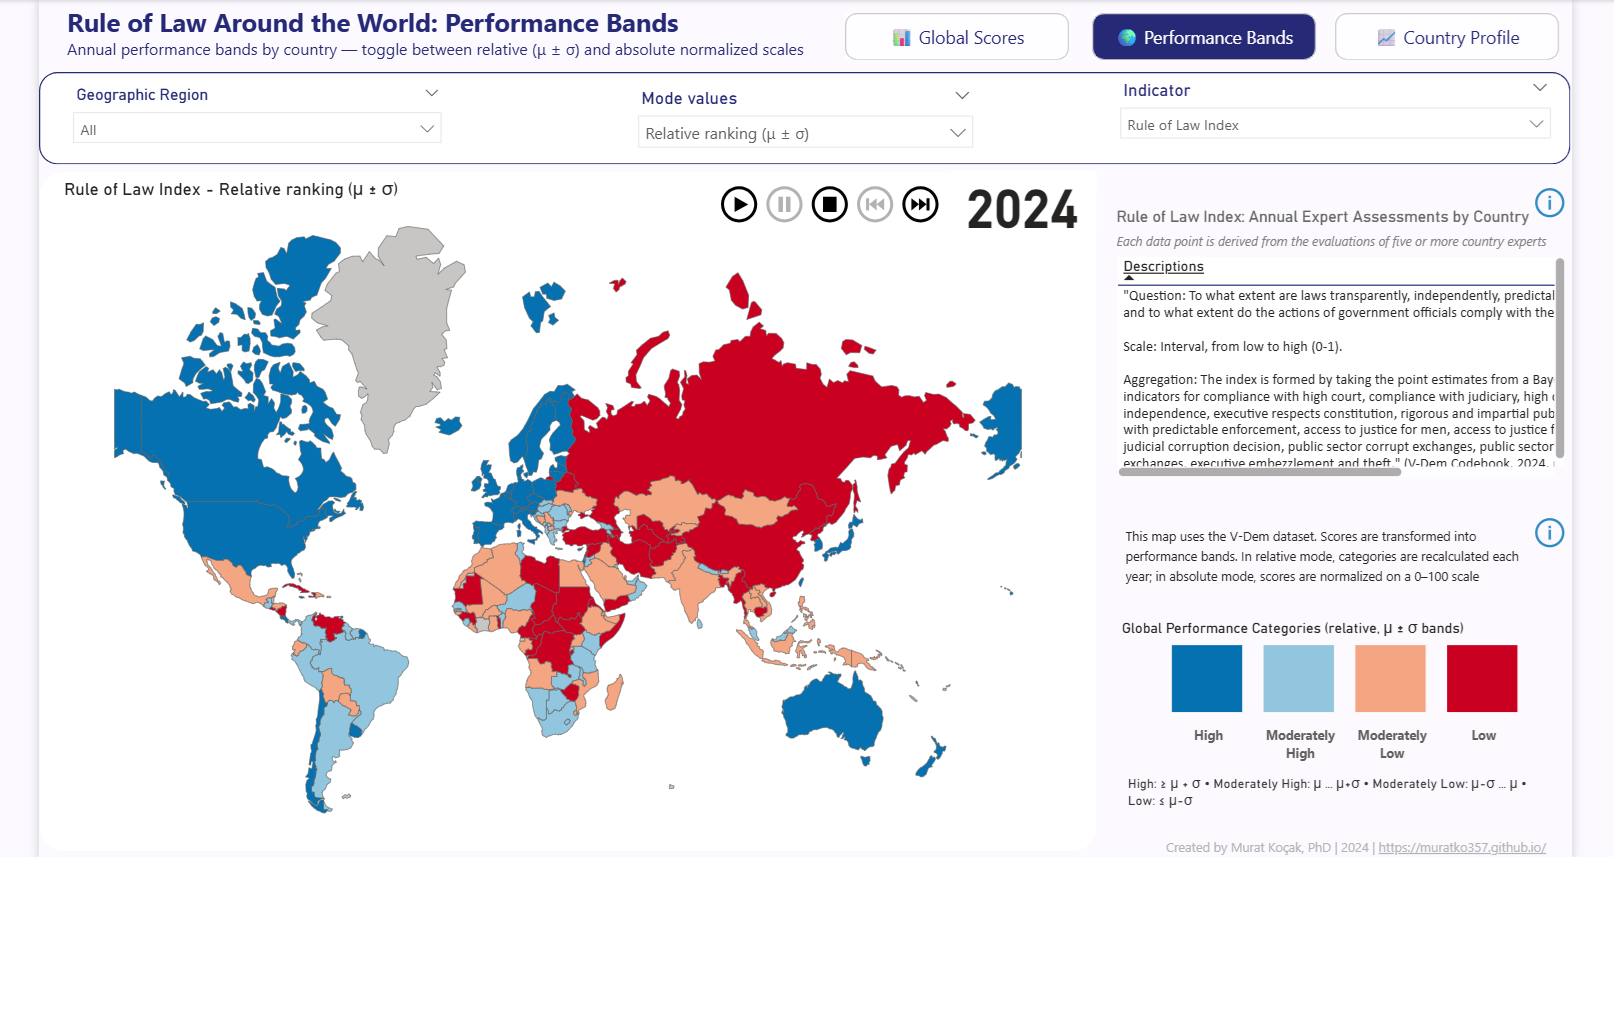 Rule of Law Around the World: Performance Bands
Annual performance bands by country — toggle between relative (μ ± σ) and absolute normalized scales
Global Scores
Performance Bands
Country Profile
Geographic Region
All
Mode values
Relative ranking (μ ± σ)
Indicator
Rule of Law Index
Rule of Law Index - Relative ranking (μ ± σ)
2024
Rule of Law Index: Annual Expert Assessments by Country
Each data point is derived from the evaluations of five or more country experts
Descriptions
"Question: To what extent are laws transparently, independently, predictal
and to what extent do the actions of government officials comply with the
Scale: Interval, from low to high (0-1).
Aggregation: The index is formed by taking the point estimates from a Bay
indicators for compliance with high court, compliance with judiciary, high
independence, executive respects constitution, rigorous and impartial pub
with predictable enforcement, access to justice for men, access to justice f
judicial corruption decision, public sector corrupt exchanges, public sector
exchanges, executive embezzlement and theft." (V-Dem Codebook, 2024,
This map uses the V-Dem dataset. Scores are transformed into
performance bands. In relative mode, categories are recalculated each
year; in absolute mode, scores are normalized on a 0–100 scale
Global Performance Categories (relative, μ ± σ bands)
High
Moderately High
Moderately Low
Low
High: ≥ μ + σ • Moderately High: μ … μ+σ • Moderately Low: μ-σ … μ •
Low: ≤ μ-σ
Created by Murat Koçak, PhD | 2024 | https://muratko357.github.io/